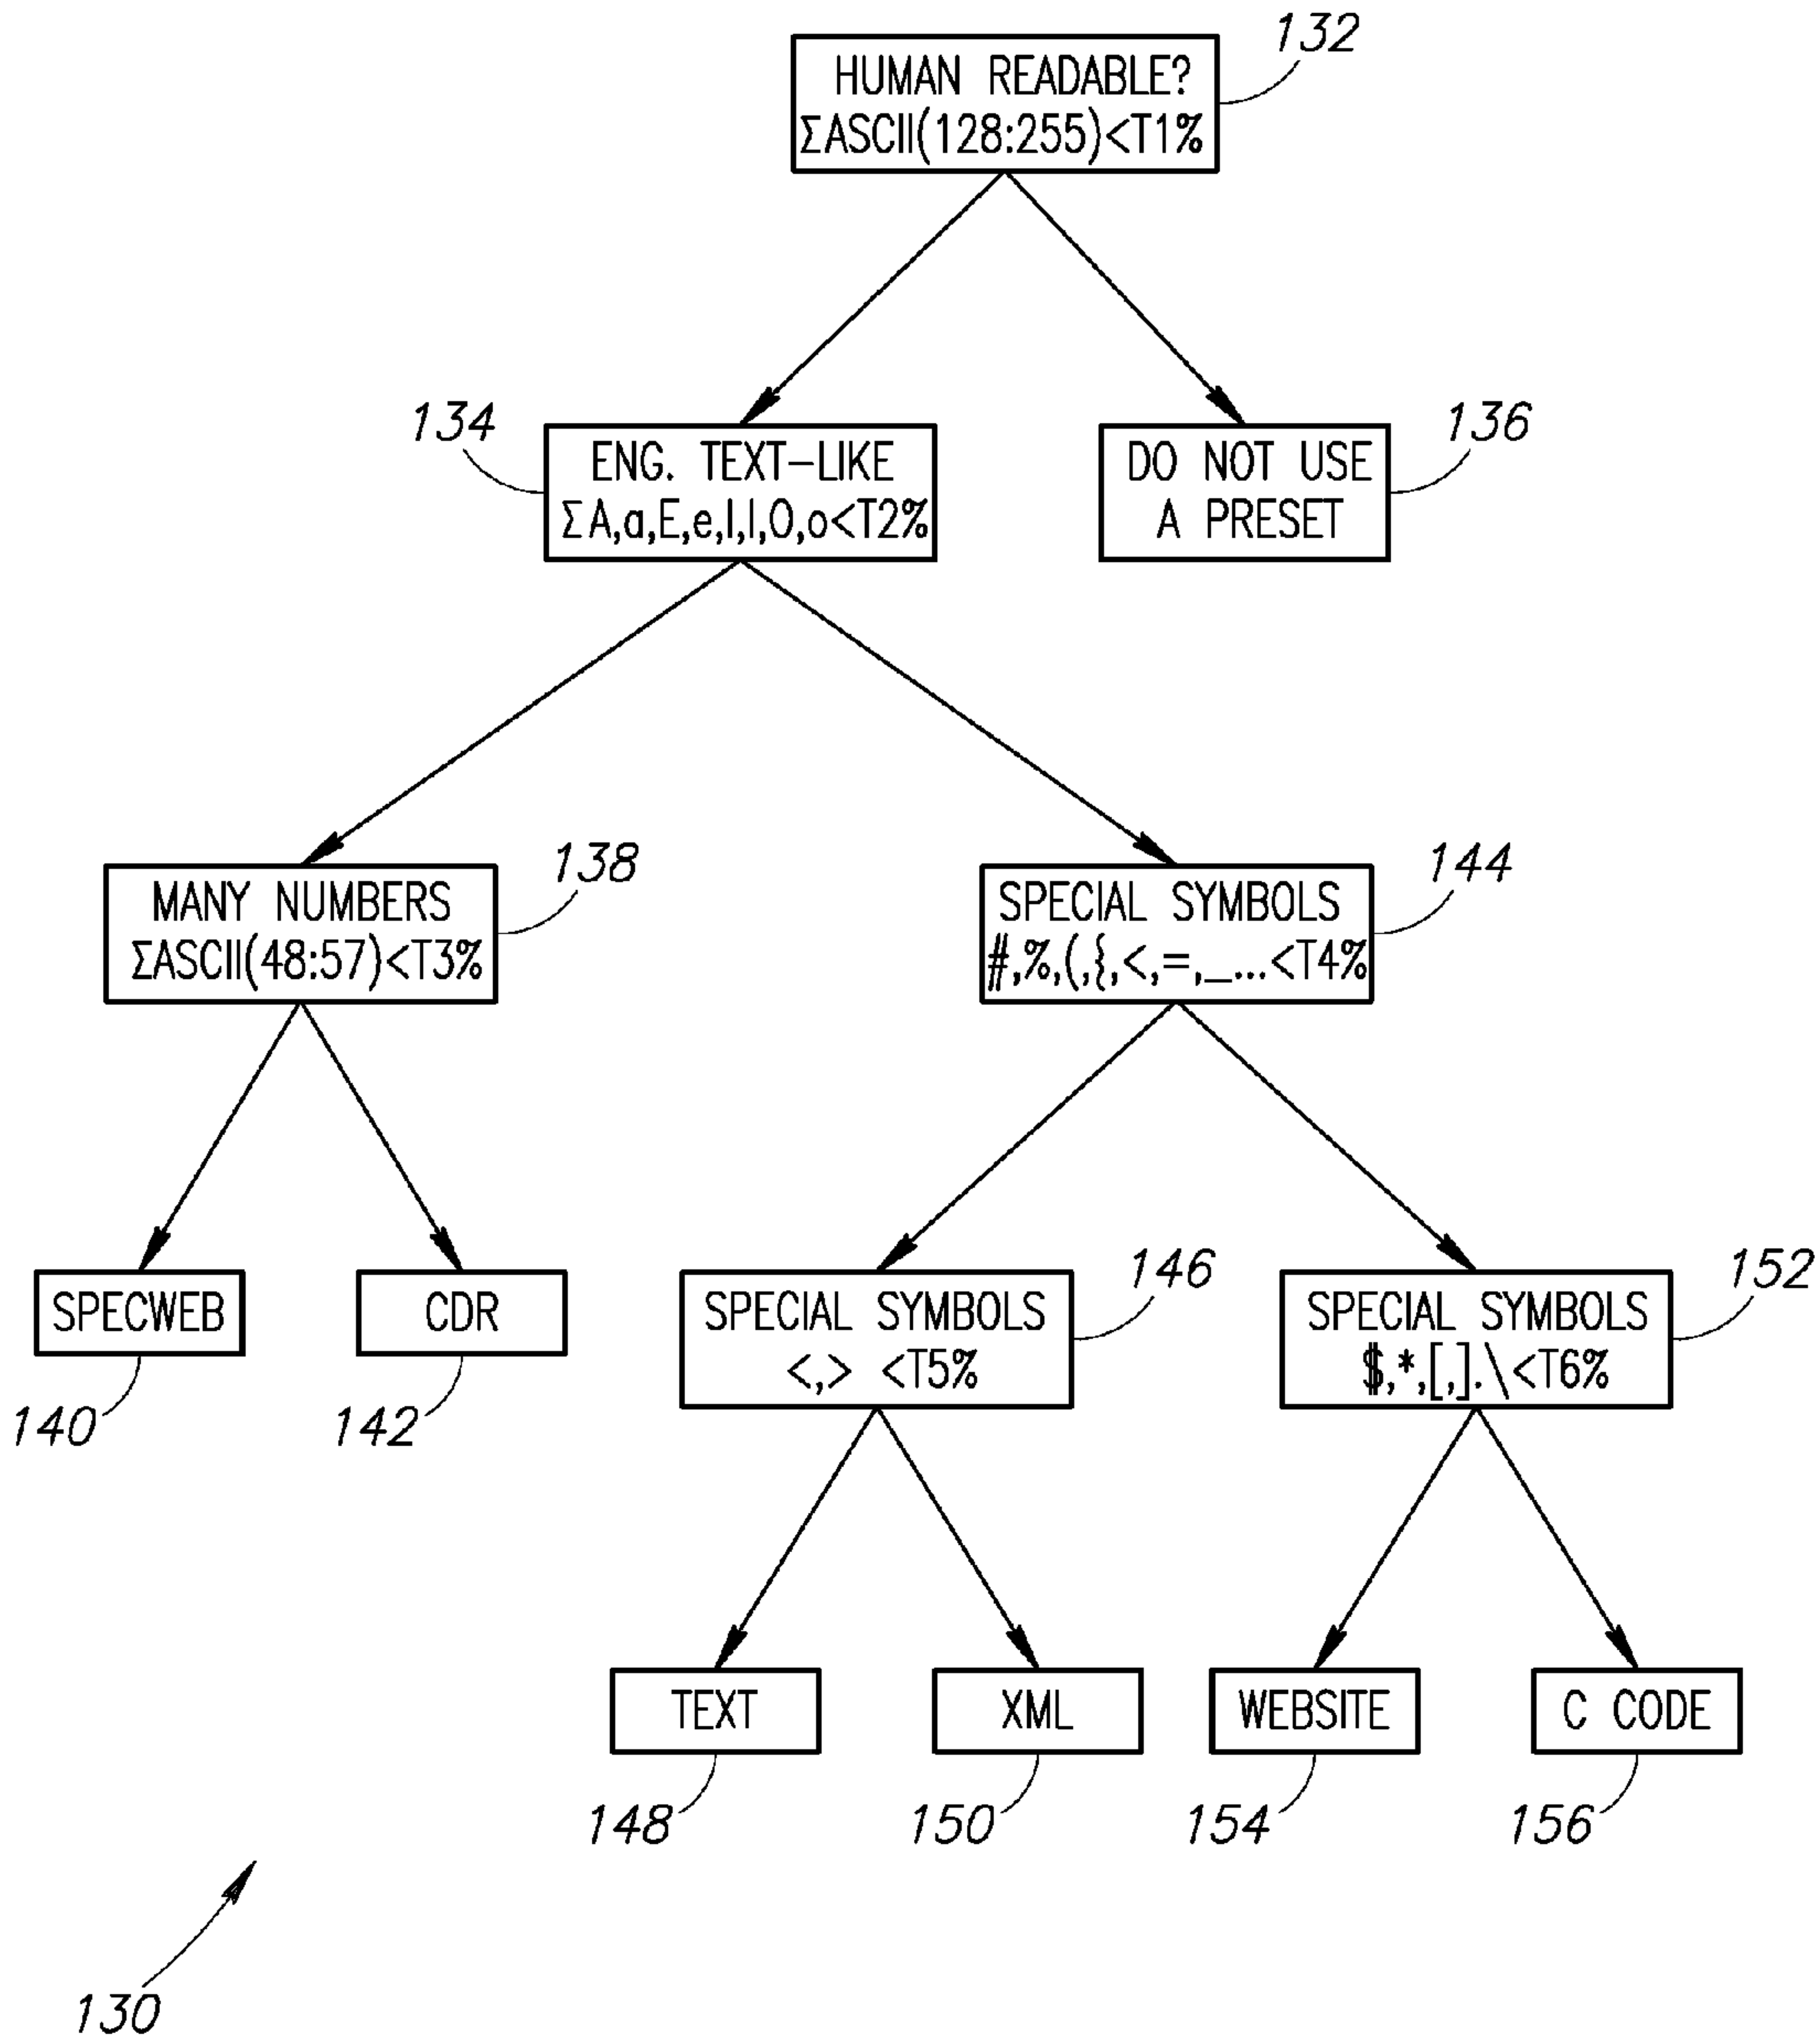 132
HUMAN READABLE?
ΣASCII(128:255)<T1%
134
ENG. TEXT-LIKE
ΣA,a,E,e,I,I,O,o<T2%
136
DO NOT USE
A PRESET
138
MANY NUMBERS
ΣASCII(48:57)<T3%
144
SPECIAL SYMBOLS
#,%,(,{,<,=,_...<T4%
SPECWEB
140
CDR
142
146
SPECIAL SYMBOLS
<,> <T5%
152
SPECIAL SYMBOLS
$,*,[,].\<T6%
TEXT
148
XML
150
WEBSITE
154
C CODE
156
130